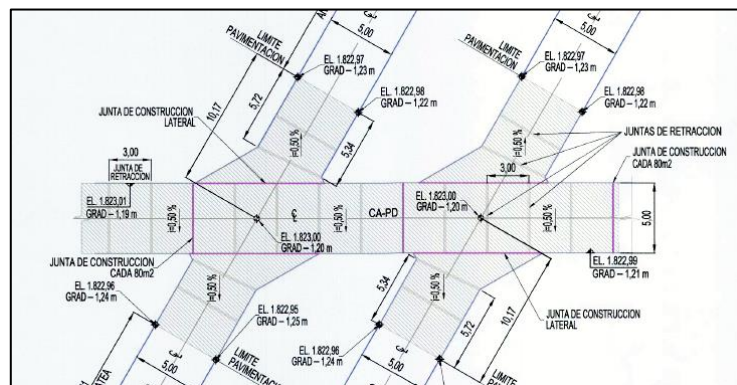 5,00
5,00
LIMITE
PAVIMENTACION
EL. 1.822,97
GRAD – 1,23 m
EL. 1.822,98
GRAD – 1,22 m
LIMITE
PAVIMENTACION
EL. 1.822,97
GRAD – 1,23 m
EL. 1.822,98
GRAD – 1,22 m
10,17
5,72
5,34
JUNTA DE CONSTRUCCION
LATERAL
i=0,50 %
i=0,50 %
JUNTAS DE RETRACCION
3,00
JUNTA DE
RETRACCION
3,00
JUNTA DE CONSTRUCCION
CADA 80m2
EL. 1.823,01
GRAD – 1,19 m
i=0,50 %
i=0,50 %
CA-PD
EL. 1.823,00
GRAD – 1,20 m
i=0,50 %
5,00
EL. 1.823,00
GRAD – 1,20 m
JUNTA DE CONSTRUCCION
CADA 80m2
EL. 1.822,99
GRAD – 1,21 m
i=0,50 %
i=0,50 %
EL. 1.822,96
GRAD – 1,24 m
EL. 1.822,95
GRAD – 1,25 m
5,34
5,72
10,17
JUNTA DE CONSTRUCCION
LATERAL
EL. 1.822,96
GRAD – 1,24 m
LIMITE
PAVIMENTACION
LIMITE
5,00
5,00